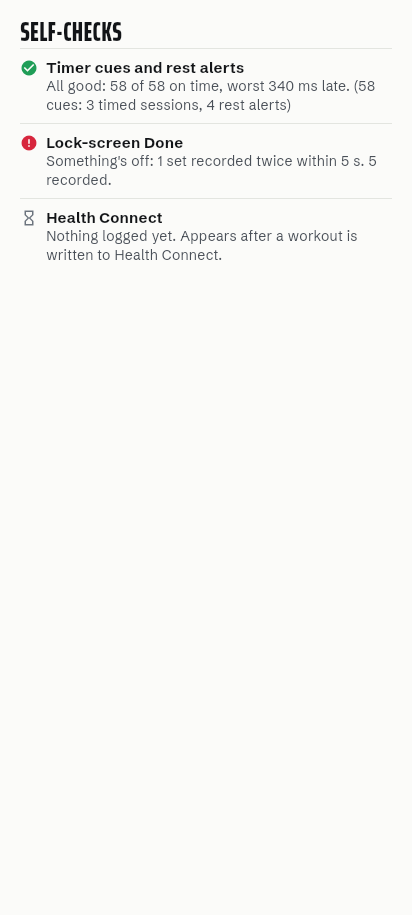 SELF-CHECKS
Timer cues and rest alerts
All good: 58 of 58 on time, worst 340 ms late. (58
cues: 3 timed sessions, 4 rest alerts)
Lock-screen Done
Something's off: 1 set recorded twice within 5 s. 5
recorded.
Health Connect
Nothing logged yet. Appears after a workout is
written to Health Connect.